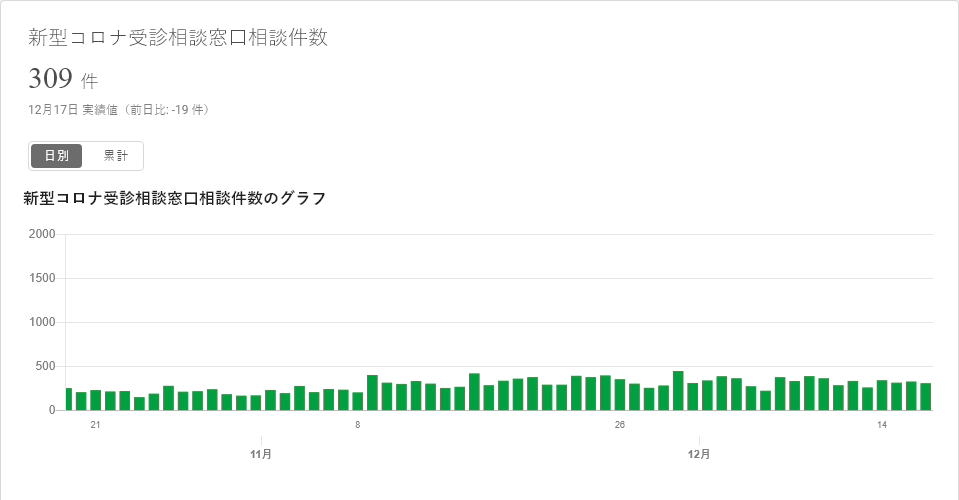 新型コロナ受診相談窓口相談件数
309 件
12月17日 実績値（前日比: -19 件）
日別 累計
新型コロナ受診相談窓口相談件数のグラフ
2000
1500
1000
500
0
21 8 26 14
11月 12月